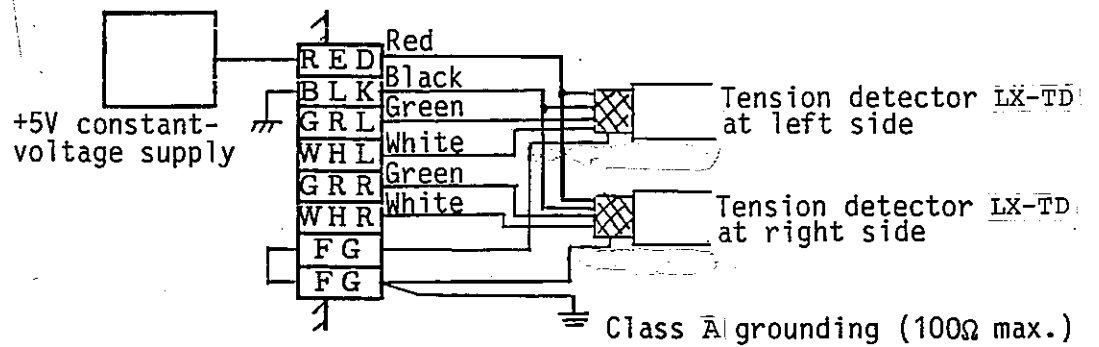 Red
RED
Black
BLK
Green
GRL
White
WHL
Green
GRR
White
WHR
FG
FG
+5V constant-
voltage supply
Tension detector LX-TD
at left side
Tension detector LX-TD
at right side
Class A grounding (100Ω max.)